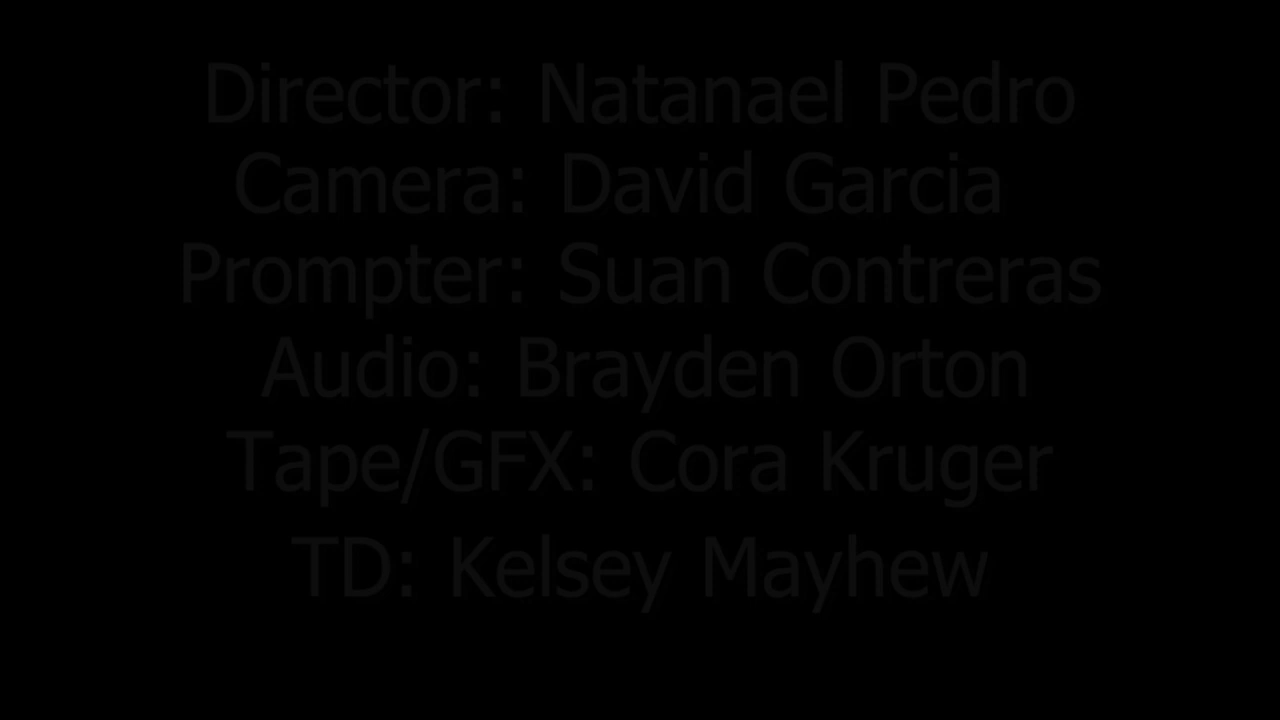 Director: Natanael Pedro
Camera: David Garcia
Prompter: Suan Contreras
Audio: Brayden Orton
Tape/GFX: Cora Kruger
TD: Kelsey Mayhew